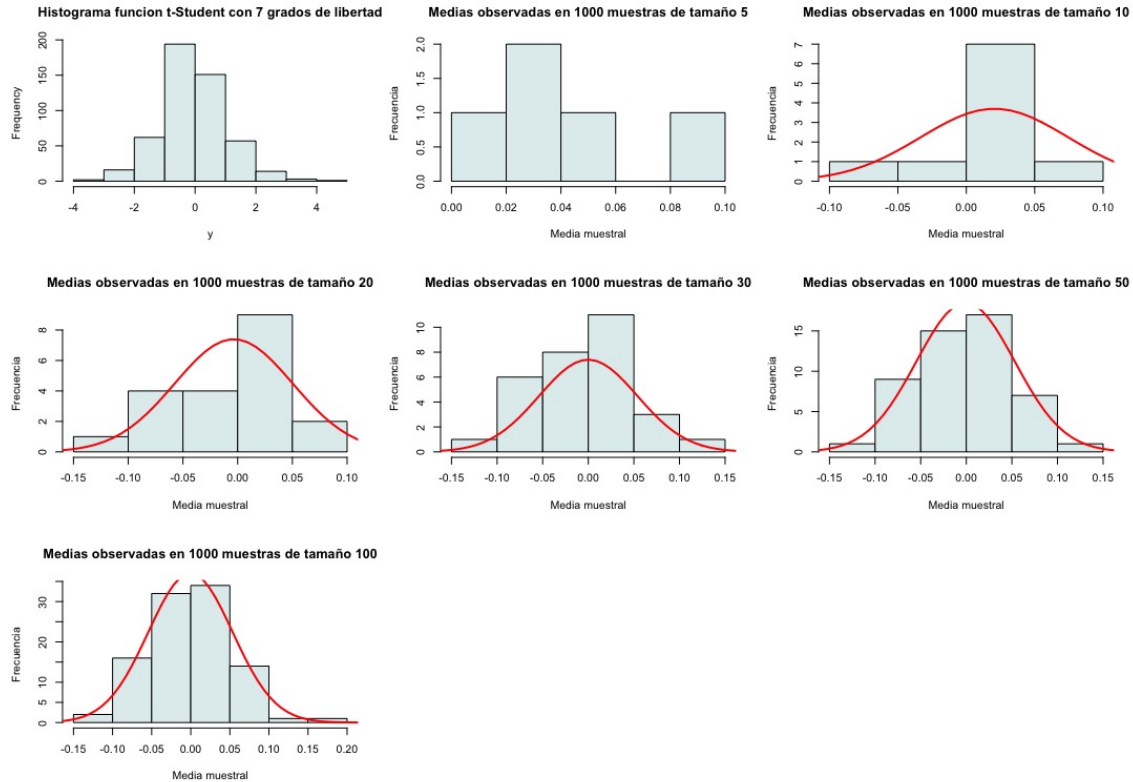 Histograma funcion t-Student con 7 grados de libertad
Frequency
0 50 100 150 200
-4 -2 0 2 4
y
Medias observadas en 1000 muestras de tamaño 5
Frecuencia
0.0 0.5 1.0 1.5 2.0
0.00 0.02 0.04 0.06 0.08 0.10
Media muestral
Medias observadas en 1000 muestras de tamaño 10
Frecuencia
0 1 2 3 4 5 6 7
-0.10 -0.05 0.00 0.05 0.10
Media muestral
Medias observadas en 1000 muestras de tamaño 20
Frecuencia
0 2 4 6 8
-0.15 -0.10 -0.05 0.00 0.05 0.10
Media muestral
Medias observadas en 1000 muestras de tamaño 30
Frecuencia
0 2 4 6 8 10
-0.15 -0.10 -0.05 0.00 0.05 0.10 0.15
Media muestral
Medias observadas en 1000 muestras de tamaño 50
Frecuencia
0 5 10 15
-0.15 -0.10 -0.05 0.00 0.05 0.10 0.15
Media muestral
Medias observadas en 1000 muestras de tamaño 100
Frecuencia
0 5 10 20 30
-0.15 -0.10 -0.05 0.00 0.05 0.10 0.15 0.20
Media muestral